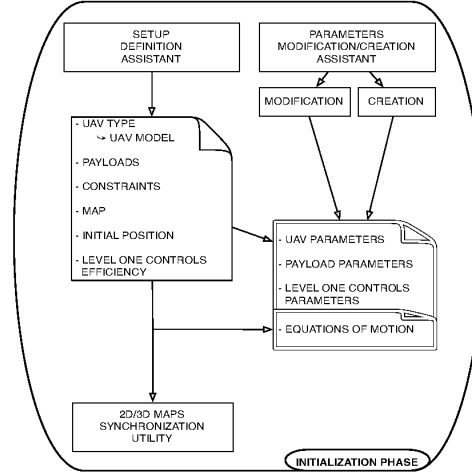 SETUP
DEFINITION
ASSISTANT
PARAMETERS
MODIFICATION/CREATION
ASSISTANT
MODIFICATION
CREATION
- UAV TYPE
↪ UAV MODEL
- PAYLOADS
- CONSTRAINTS
- MAP
- INITIAL POSITION
- LEVEL ONE CONTROLS
EFFICIENCY
- UAV PARAMETERS
- PAYLOAD PARAMETERS
- LEVEL ONE CONTROLS
PARAMETERS
- EQUATIONS OF MOTION
2D/3D MAPS
SYNCHRONIZATION
UTILITY
INITIALIZATION PHASE